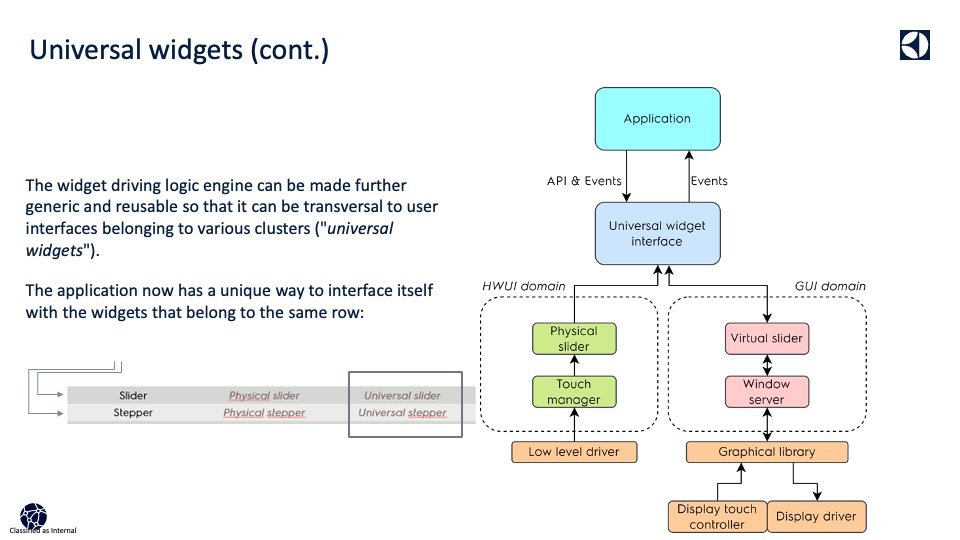 Universal widgets (cont.)
The widget driving logic engine can be made further
generic and reusable so that it can be transversal to user
interfaces belonging to various clusters ("universal
widgets").
The application now has a unique way to interface itself
with the widgets that belong to the same row:
Slider Physical slider Universal slider
Stepper Physical stepper Universal stepper
Application
API & Events
Events
Universal widget
interface
HWUI domain
GUI domain
Physical
slider
Virtual slider
Touch
manager
Window
server
Low level driver
Graphical library
Display touch
controller
Display driver
Classified as Internal